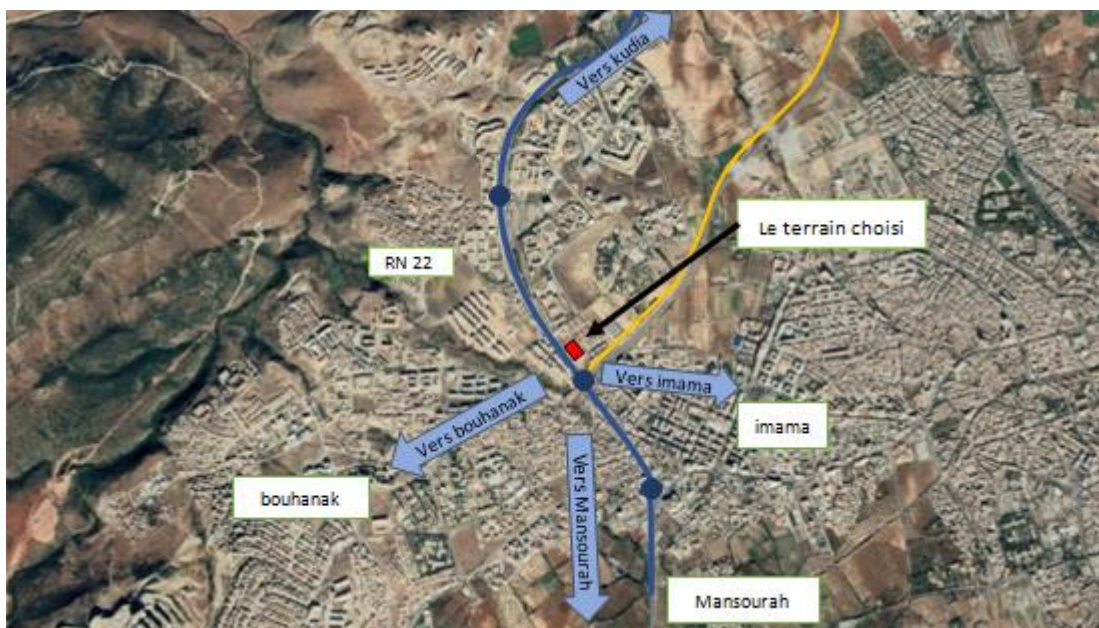 Vers kudia
Le terrain choisi
RN 22
Vers imama
Vers bouhanak
imama
Vers Mansourah
bouhanak
Mansourah